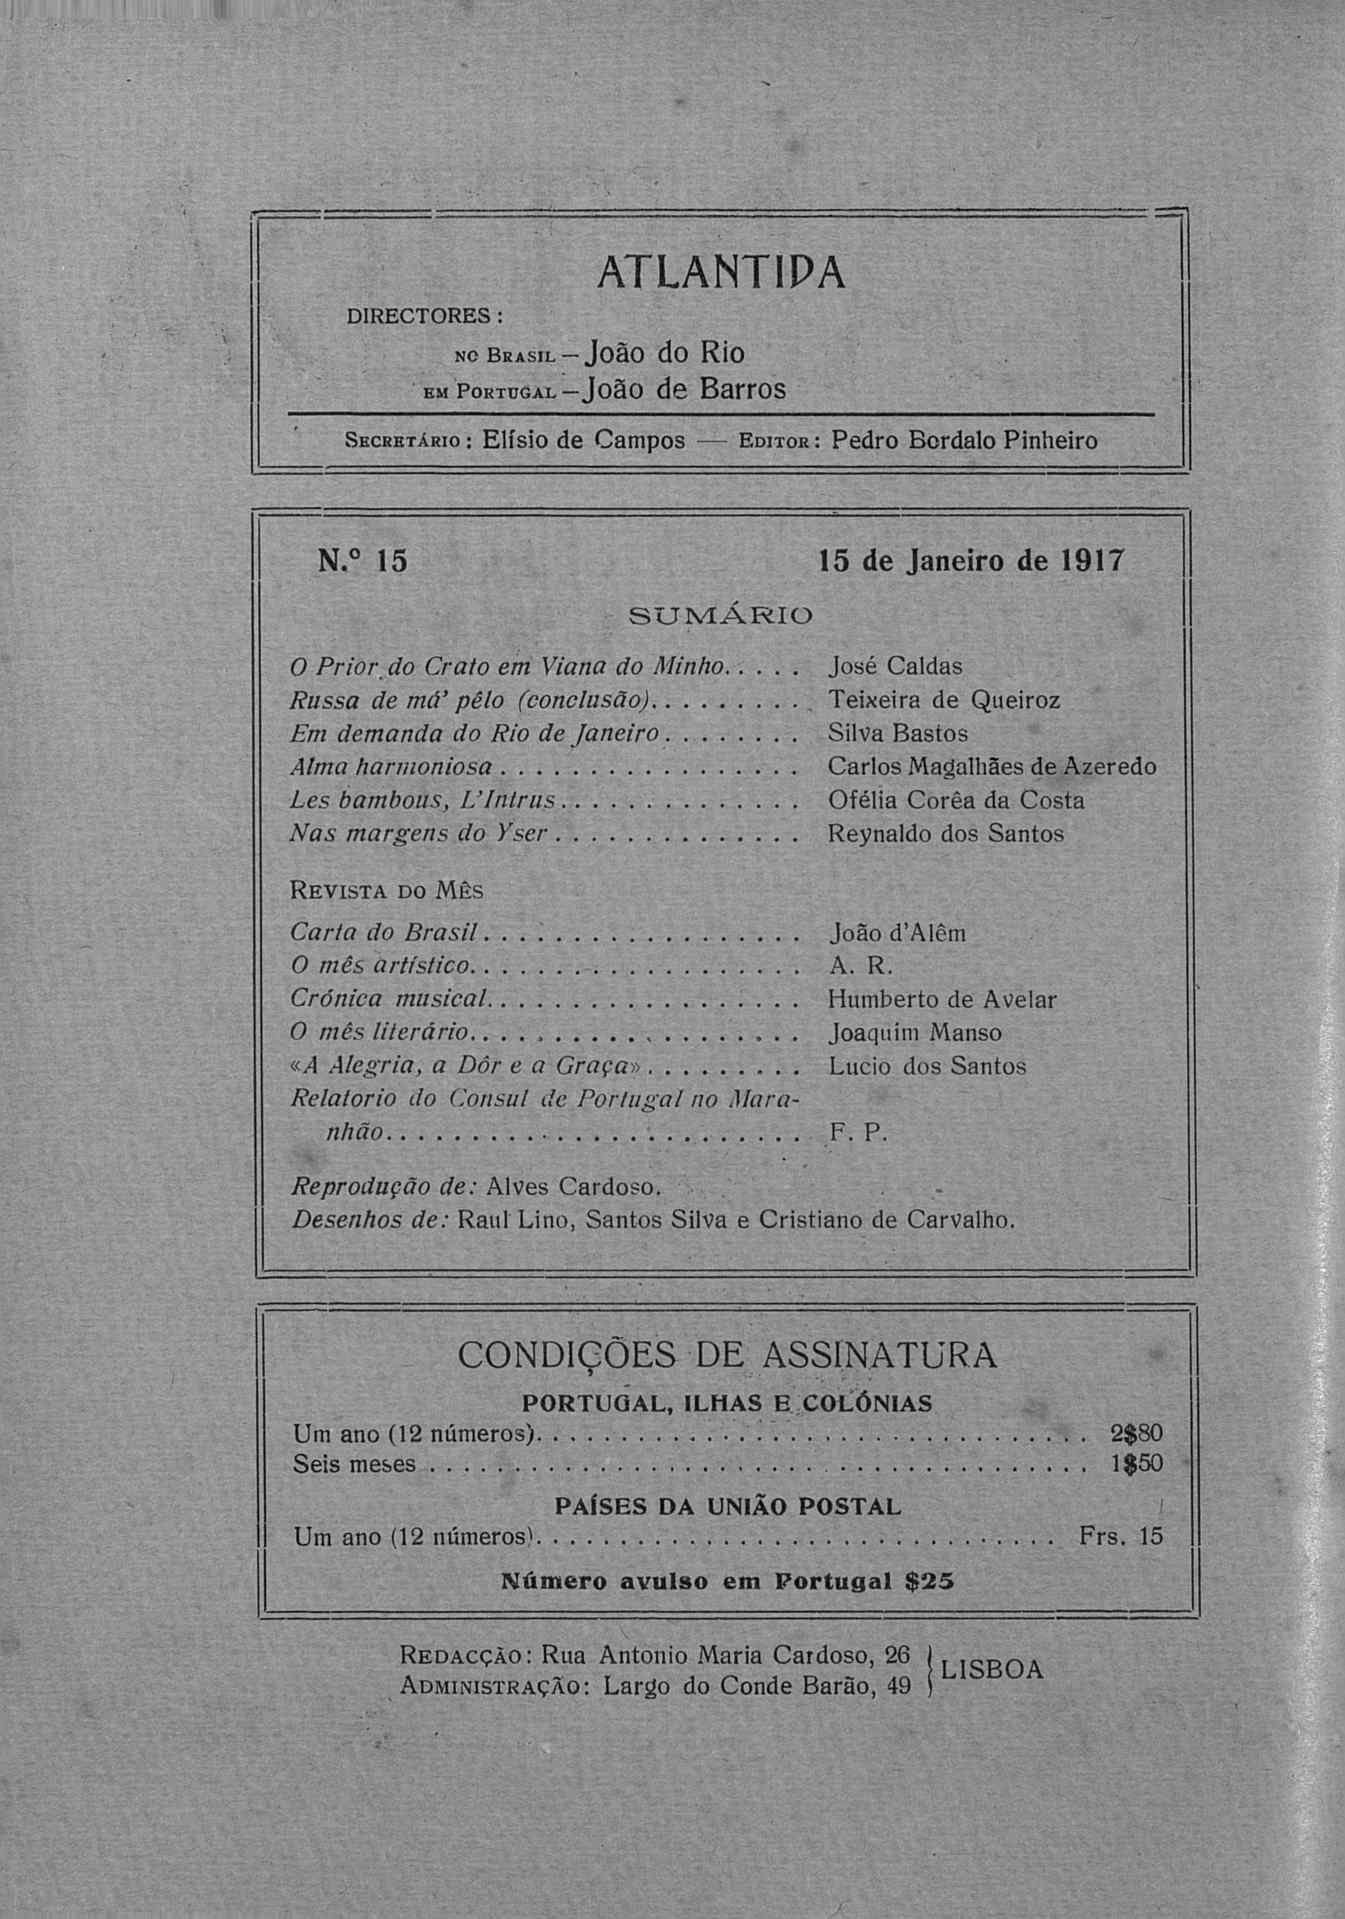 ATLANTIDA
DIRECTORES:
NO BRASIL — João do Rio
EM PORTUGAL — João de Barros
SECRETÁRIO: Elísio de Campos — EDITOR: Pedro Bordalo Pinheiro
N.º 15 15 de Janeiro de 1917
SUMÁRIO
O Prior do Crato em Viana do Minho..... José Caldas
Russa de má' pêlo (conclusão)......... Teixeira de Queiroz
Em demanda do Rio de Janeiro........ Silva Bastos
Alma harmoniosa................. Carlos Magalhães de Azeredo
Les bambous, L'Intrus.............. Ofélia Corêa da Costa
Nas margens do Yser.............. Reynaldo dos Santos
REVISTA DO MÊS
Carta do Brasil.................. João d'Alêm
O mês artístico................... A. R.
Crónica musical.................. Humberto de Avelar
O mês literário................... Joaquim Manso
«A Alegria, a Dôr e a Graça»......... Lucio dos Santos
Relatorio do Consul de Portugal no Mara-
nhão........................ F. P.
Reprodução de: Alves Cardoso.
Desenhos de: Raul Lino, Santos Silva e Cristiano de Carvalho.
CONDIÇÕES DE ASSINATURA
PORTUGAL, ILHAS E COLÓNIAS
Um ano (12 números)................................ 2$80
Seis meses...................................... 1$50
PAÍSES DA UNIÃO POSTAL
Um ano (12 números).............................. Frs. 15
Número avulso em Portugal $25
REDACÇÃO: Rua Antonio Maria Cardoso, 26
ADMINISTRAÇÃO: Largo do Conde Barão, 49
LISBOA